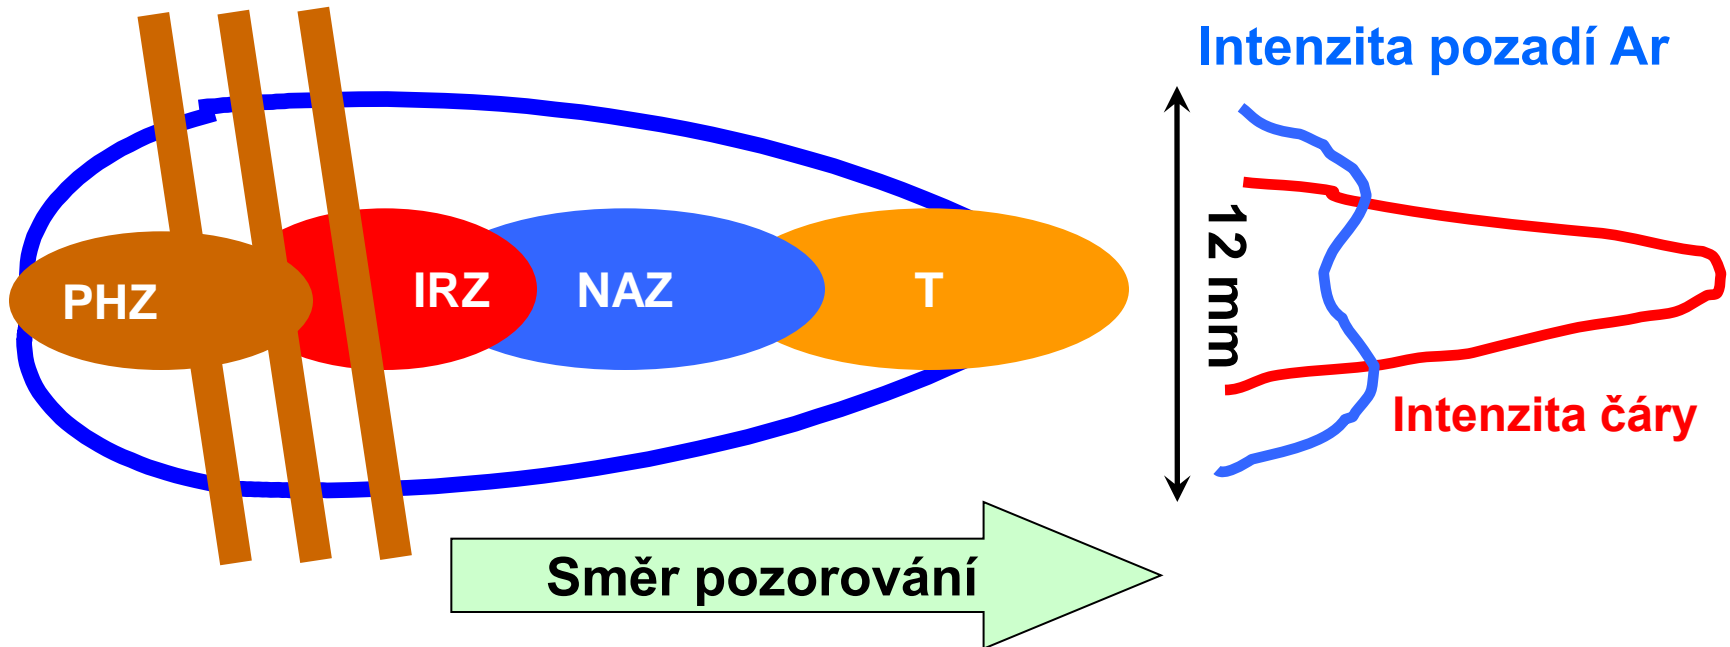 Intenzita pozadí Ar
PHZ
IRZ
NAZ
T
12 mm
Intenzita čáry
Směr pozorování